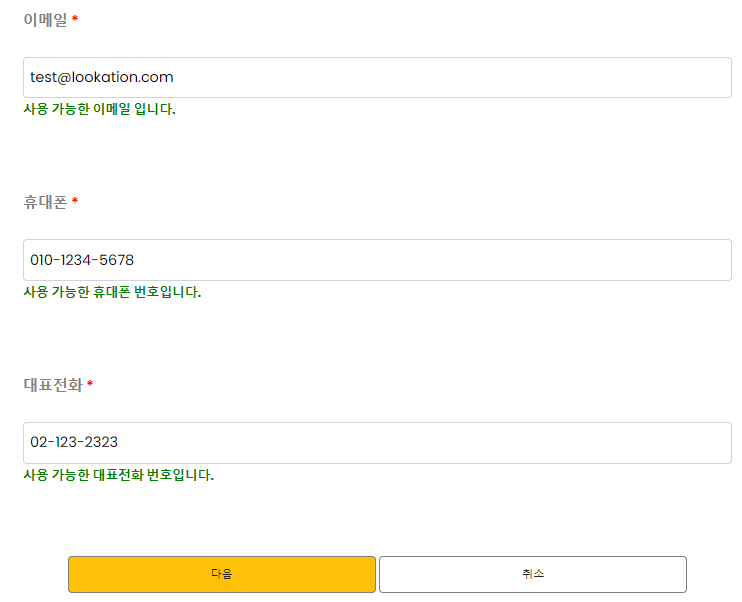 이메일 *
test@lookation.com
사용 가능한 이메일 입니다.
휴대폰 *
010-1234-5678
사용 가능한 휴대폰 번호입니다.
대표전화 *
02-123-2323
사용 가능한 대표전화 번호입니다.
다음 취소